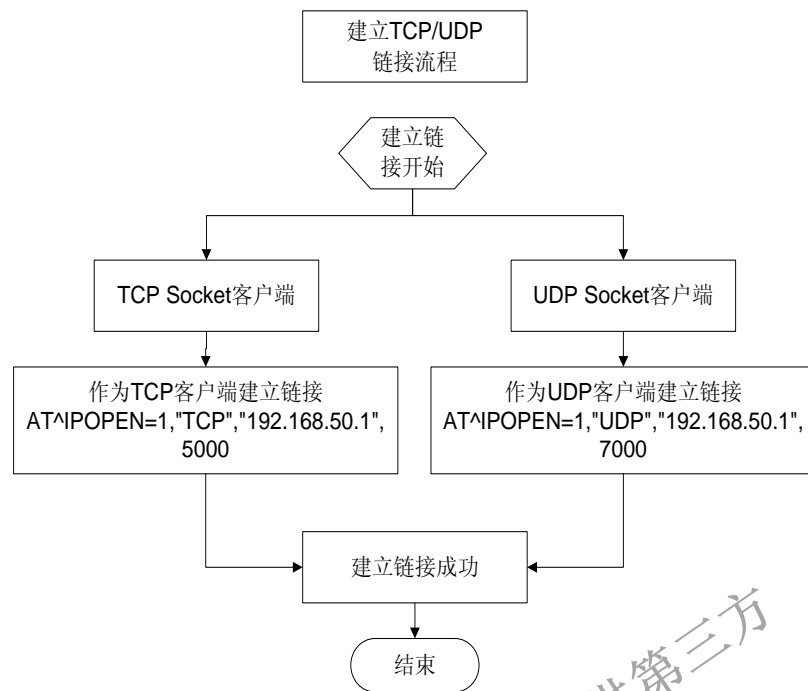 建立TCP/UDP
链接流程
建立链
接开始
TCP Socket客户端
UDP Socket客户端
作为TCP客户端建立链接
AT^IPOPEN=1,"TCP","192.168.50.1",
5000
作为UDP客户端建立链接
AT^IPOPEN=1,"UDP","192.168.50.1",
7000
建立链接成功
结束
第三方